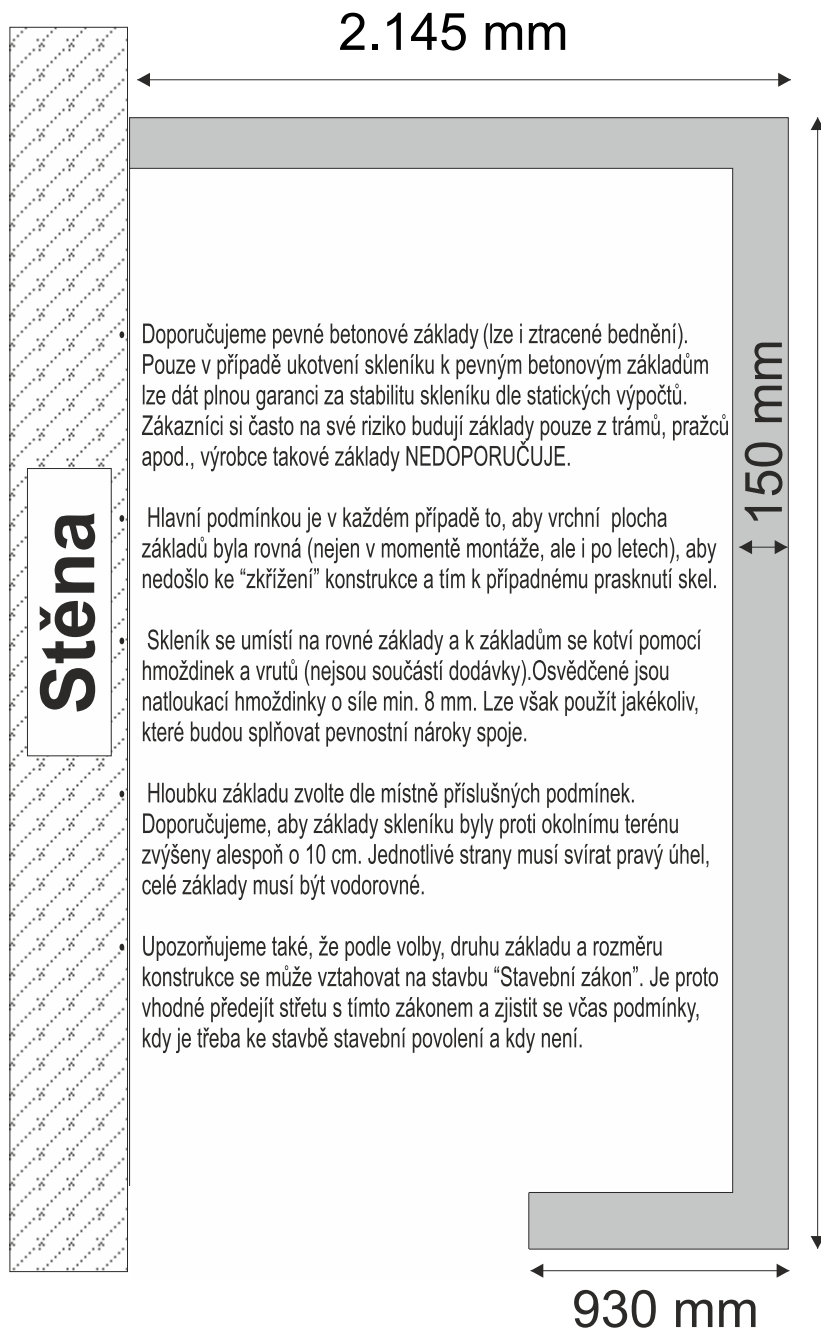 2.145 mm
• Doporučujeme pevné betonové základy (lze i ztracené bednění).
Pouze v případě ukotvení skleníku k pevným betonovým základům
lze dát plnou garanci za stabilitu skleníku dle statických výpočtů.
Zákazníci si často na své riziko budují základy pouze z trámů, pražců
apod., výrobce takové základy NEDOPORUČUJE.
• Hlavní podmínkou je v každém případě to, aby vrchní plocha
základů byla rovná (nejen v momentě montáže, ale i po letech), aby
nedošlo ke “zkřížení” konstrukce a tím k případnému prasknutí skel.
• Skleník se umístí na rovné základy a k základům se kotví pomocí
hmoždinek a vrutů (nejsou součástí dodávky).Osvědčené jsou
natloukací hmoždinky o síle min. 8 mm. Lze však použít jakékoliv,
které budou splňovat pevnostní nároky spoje.
• Hloubku základu zvolte dle místně příslušných podmínek.
Doporučujeme, aby základy skleníku byly proti okolnímu terénu
zvýšeny alespoň o 10 cm. Jednotlivé strany musí svírat pravý úhel,
celé základy musí být vodorovné.
• Upozorňujeme také, že podle volby, druhu základu a rozměru
konstrukce se může vztahovat na stavbu “Stavební zákon”. Je proto
vhodné předejít střetu s tímto zákonem a zjistit se včas podmínky,
kdy je třeba ke stavbě stavební povolení a kdy není.
Stěna
150 mm
930 mm